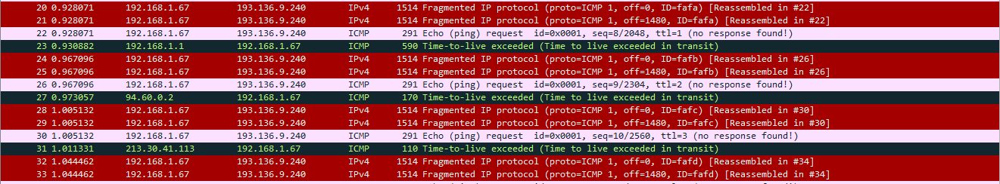 20 0.928071 192.168.1.67 193.136.9.240 IPv4 1514 Fragmented IP protocol (proto=ICMP 1, off=0, ID=fafa) [Reassembled in #22]
21 0.928071 192.168.1.67 193.136.9.240 IPv4 1514 Fragmented IP protocol (proto=ICMP 1, off=1480, ID=fafa) [Reassembled in #22]
22 0.928071 192.168.1.67 193.136.9.240 ICMP 291 Echo (ping) request id=0x0001, seq=8/2048, ttl=1 (no response found!)
23 0.930882 192.168.1.1 192.168.1.67 ICMP 590 Time-to-live exceeded (Time to live exceeded in transit)
24 0.967096 192.168.1.67 193.136.9.240 IPv4 1514 Fragmented IP protocol (proto=ICMP 1, off=0, ID=fafb) [Reassembled in #26]
25 0.967096 192.168.1.67 193.136.9.240 IPv4 1514 Fragmented IP protocol (proto=ICMP 1, off=1480, ID=fafb) [Reassembled in #26]
26 0.967096 192.168.1.67 193.136.9.240 ICMP 291 Echo (ping) request id=0x0001, seq=9/2304, ttl=2 (no response found!)
27 0.973057 94.60.0.2 192.168.1.67 ICMP 170 Time-to-live exceeded (Time to live exceeded in transit)
28 1.005132 192.168.1.67 193.136.9.240 IPv4 1514 Fragmented IP protocol (proto=ICMP 1, off=0, ID=fafc) [Reassembled in #30]
29 1.005132 192.168.1.67 193.136.9.240 IPv4 1514 Fragmented IP protocol (proto=ICMP 1, off=1480, ID=fafc) [Reassembled in #30]
30 1.005132 192.168.1.67 193.136.9.240 ICMP 291 Echo (ping) request id=0x0001, seq=10/2560, ttl=3 (no response found!)
31 1.011331 213.30.41.113 192.168.1.67 ICMP 110 Time-to-live exceeded (Time to live exceeded in transit)
32 1.044462 192.168.1.67 193.136.9.240 IPv4 1514 Fragmented IP protocol (proto=ICMP 1, off=0, ID=fafd) [Reassembled in #34]
33 1.044462 192.168.1.67 193.136.9.240 IPv4 1514 Fragmented IP protocol (proto=ICMP 1, off=1480, ID=fafd) [Reassembled in #34]